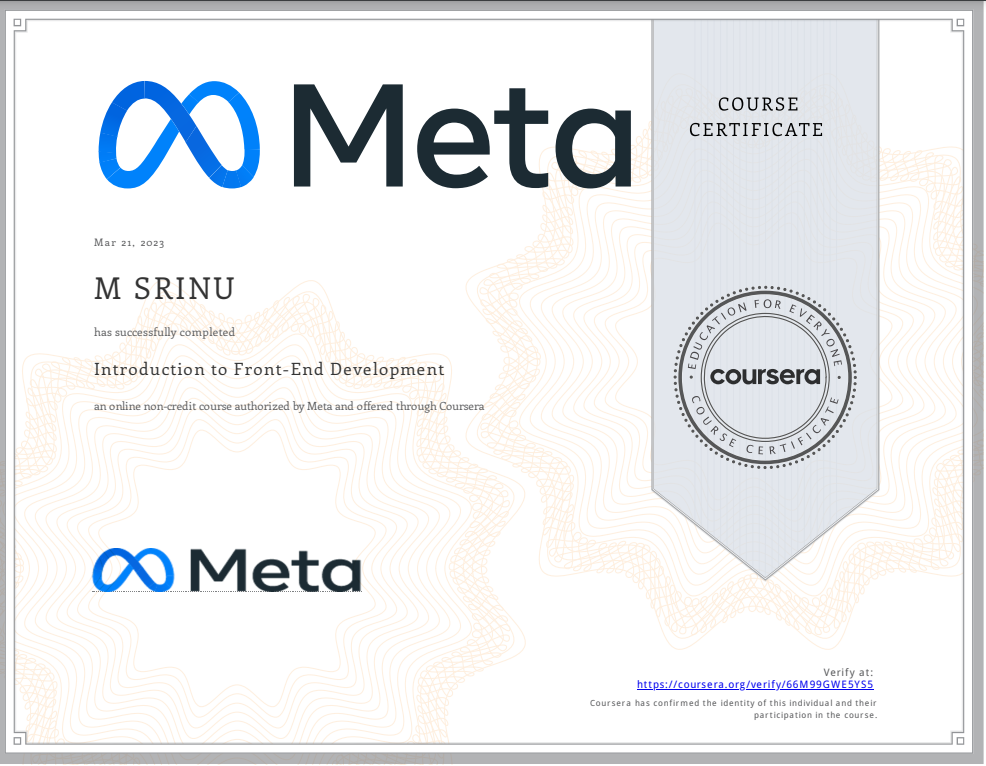 Meta
COURSE
CERTIFICATE
Mar 21, 2023
M SRINU
has successfully completed
Introduction to Front-End Development
an online non-credit course authorized by Meta and offered through Coursera
EDUCATION FOR EVERYONE
coursera
COURSE CERTIFICATE
Meta
Verify at:
https://coursera.org/verify/66M99GWE5YS5
Coursera has confirmed the identity of this individual and their
participation in the course.